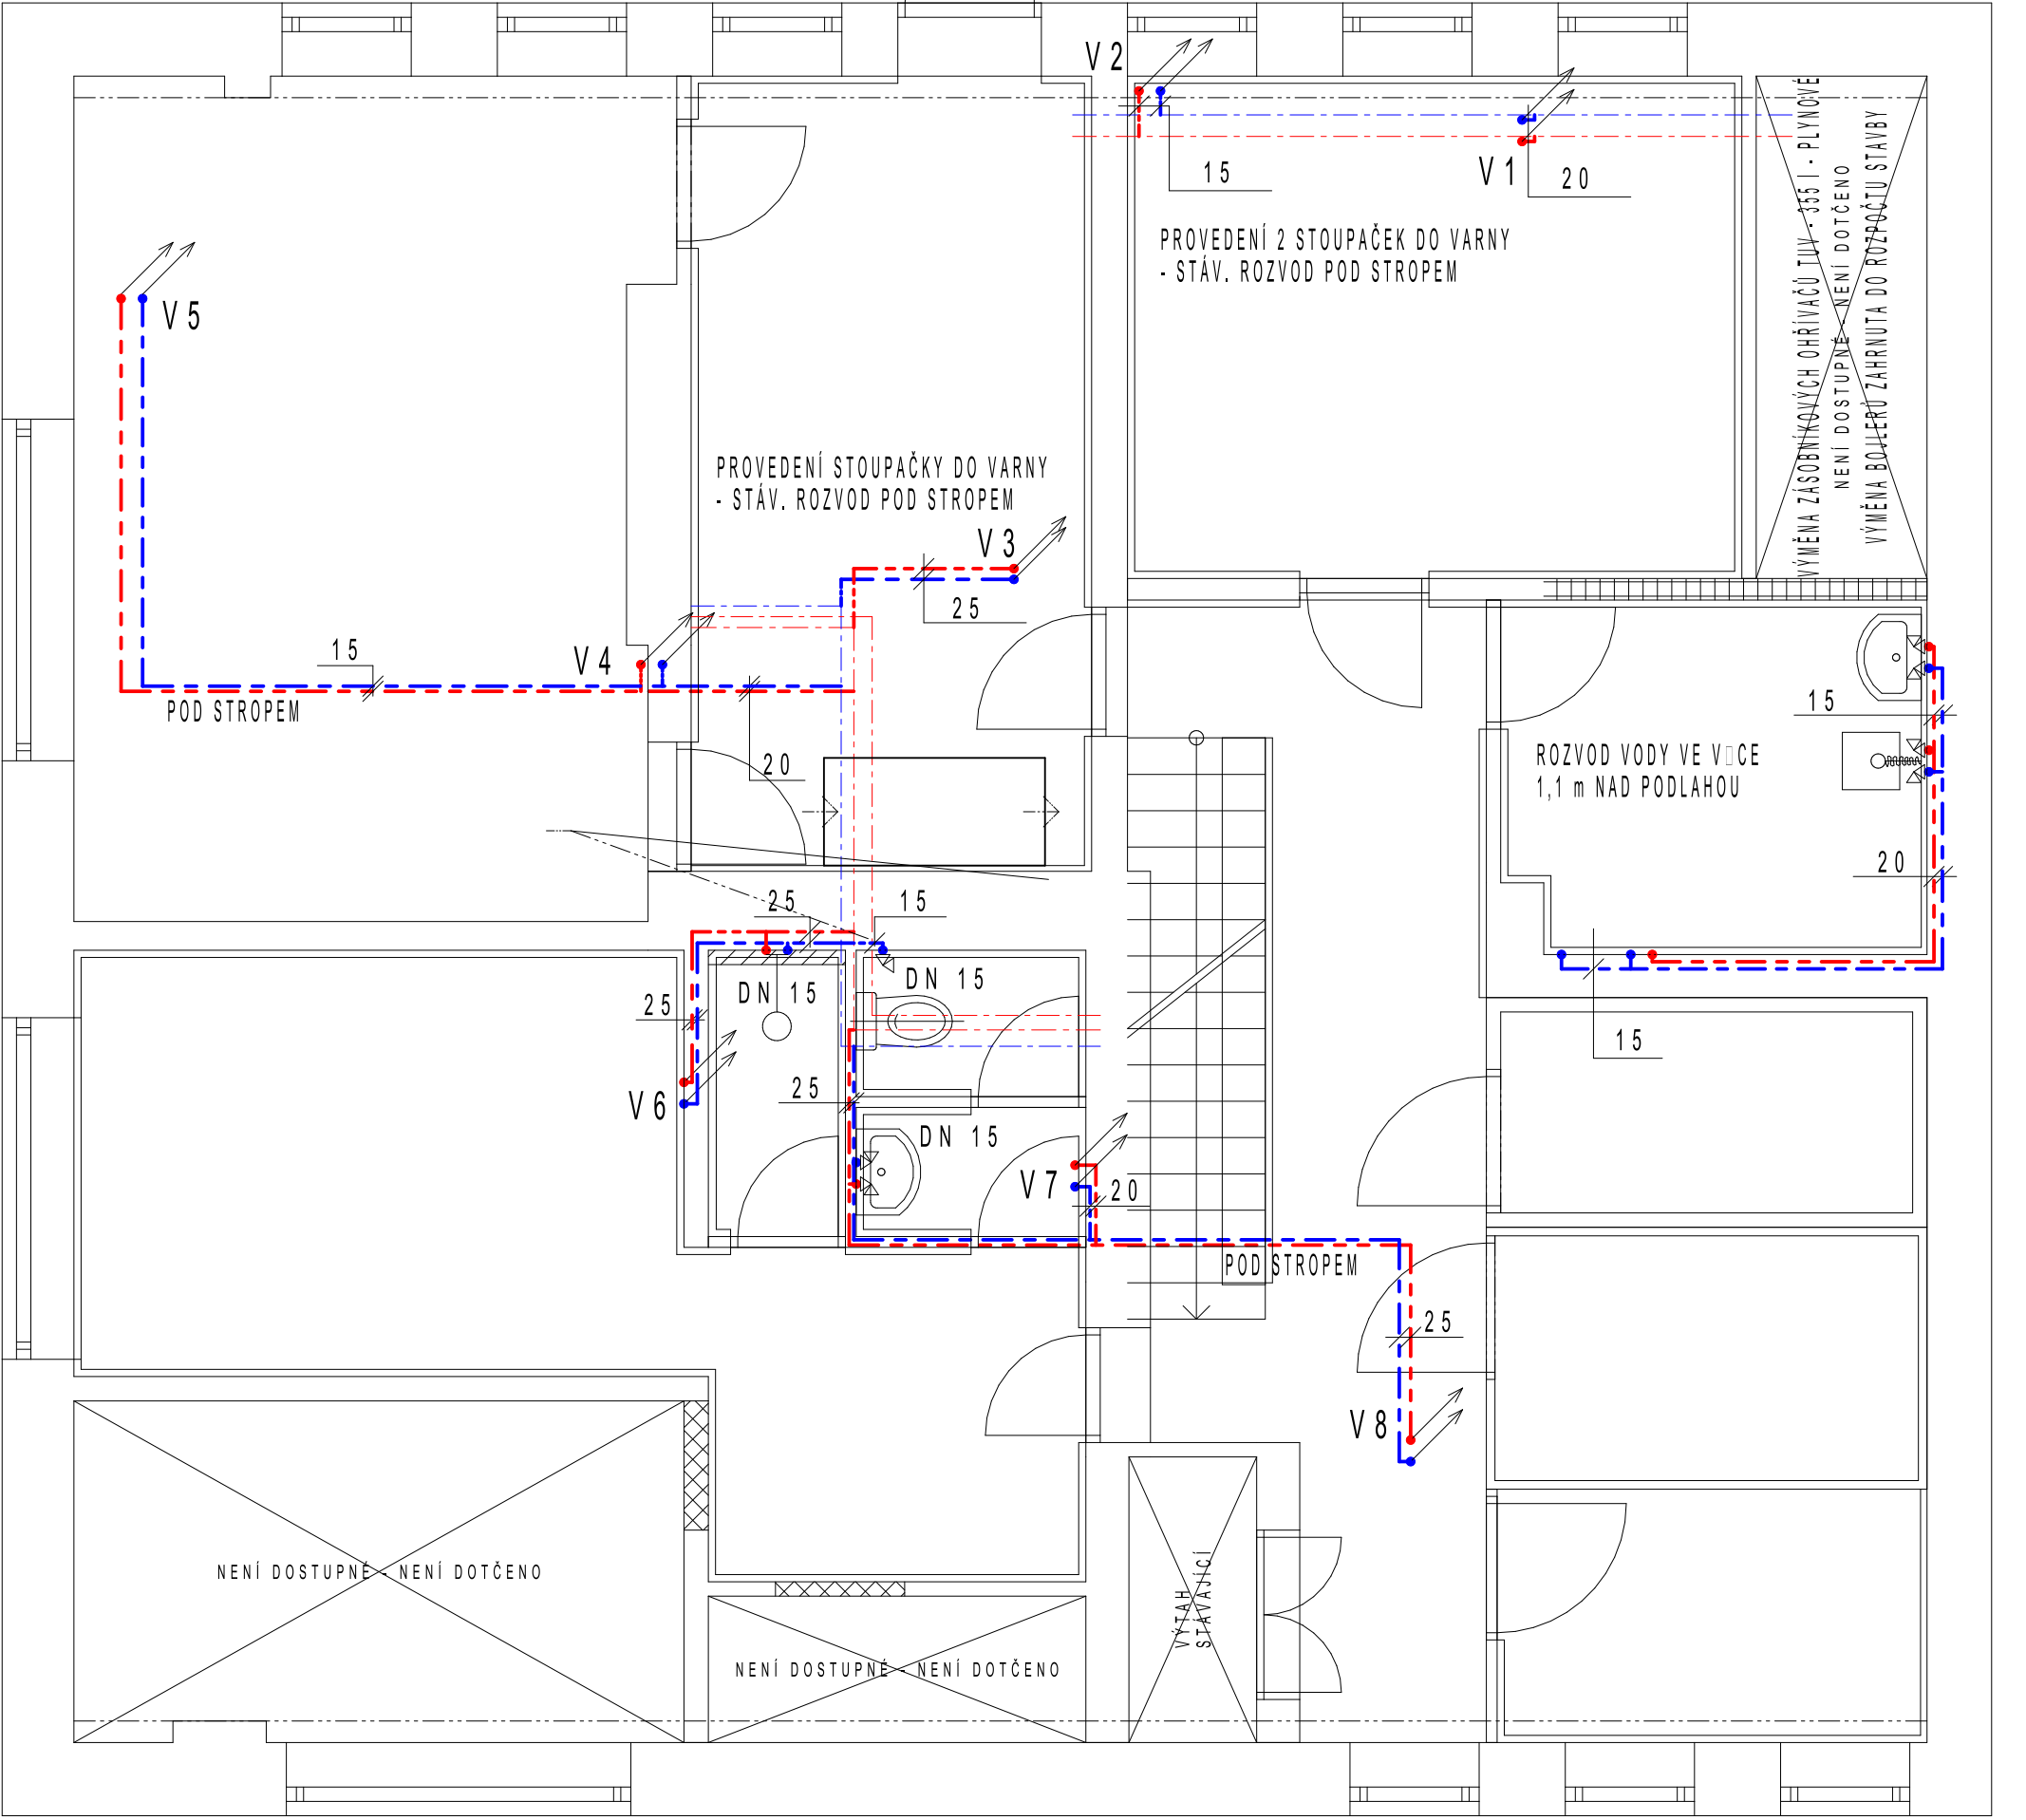 V 2
15
V 1
20
PROVEDENÍ 2 STOUPAČEK DO VARNY
- STÁV. ROZVOD POD STROPEM
VÝMĚNA ZÁSOBNÍKOVÝCH OHŘÍVAČŮ TUV - 355 l - PLYNOVÉ
NENÍ DOSTUPNÉ - NENÍ DOTČENO
VÝMĚNA BOJLERŮ ZAHRNUTA DO ROZPOČTU STAVBY
V 5
PROVEDENÍ STOUPAČKY DO VARNY
- STÁV. ROZVOD POD STROPEM
V 3
25
15
V 4
POD STROPEM
20
15
ROZVOD VODY VE V□CE
1,1 m NAD PODLAHOU
20
25
15
DN 15
DN 15
25
15
V 6
25
DN 15
V 7
20
POD STROPEM
25
V 8
NENÍ DOSTUPNÉ - NENÍ DOTČENO
VÝTAH
STÁVAJÍCÍ
NENÍ DOSTUPNÉ - NENÍ DOTČENO